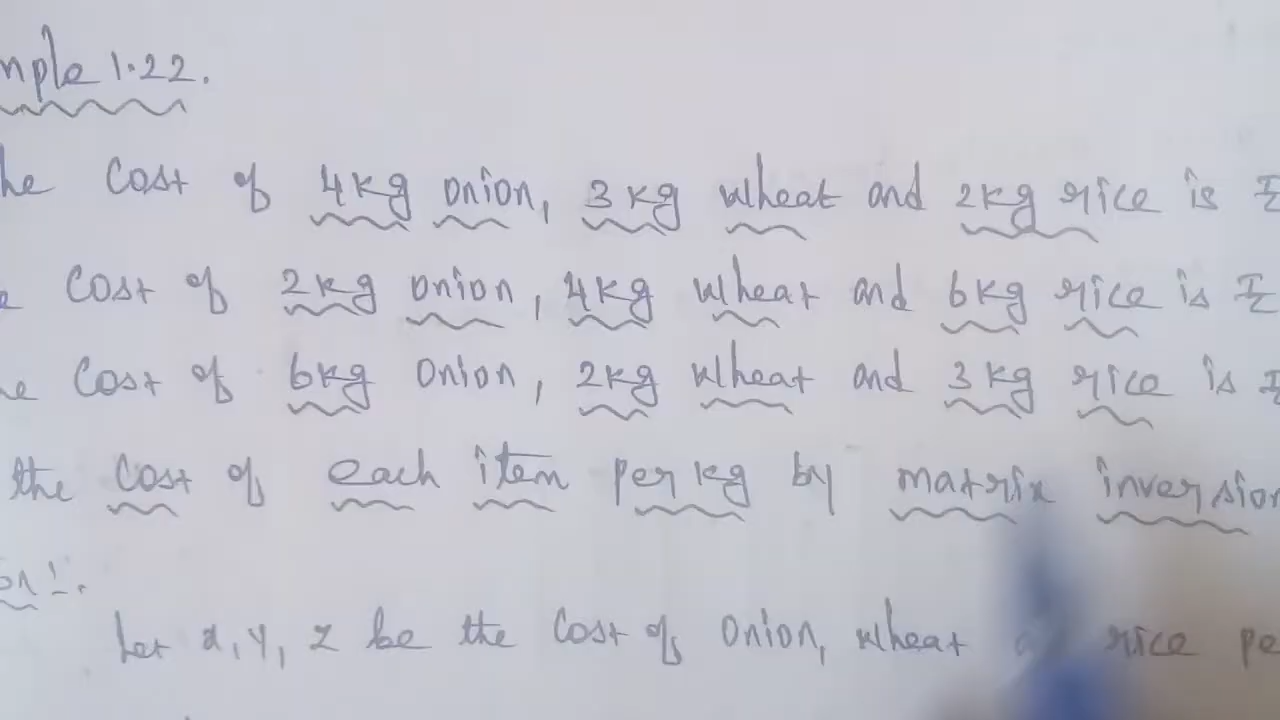 mple 1.22.
he cost of 4kg onion, 3kg wheat and 2kg rice is
cost of 2kg onion, 4kg wheat and 6kg rice is
he cost of 6kg onion, 2kg wheat and 3kg rice is
the cost of each item per kg by matrix inversion
on :-.
Let x, y, z be the cost of onion, wheat rice pe